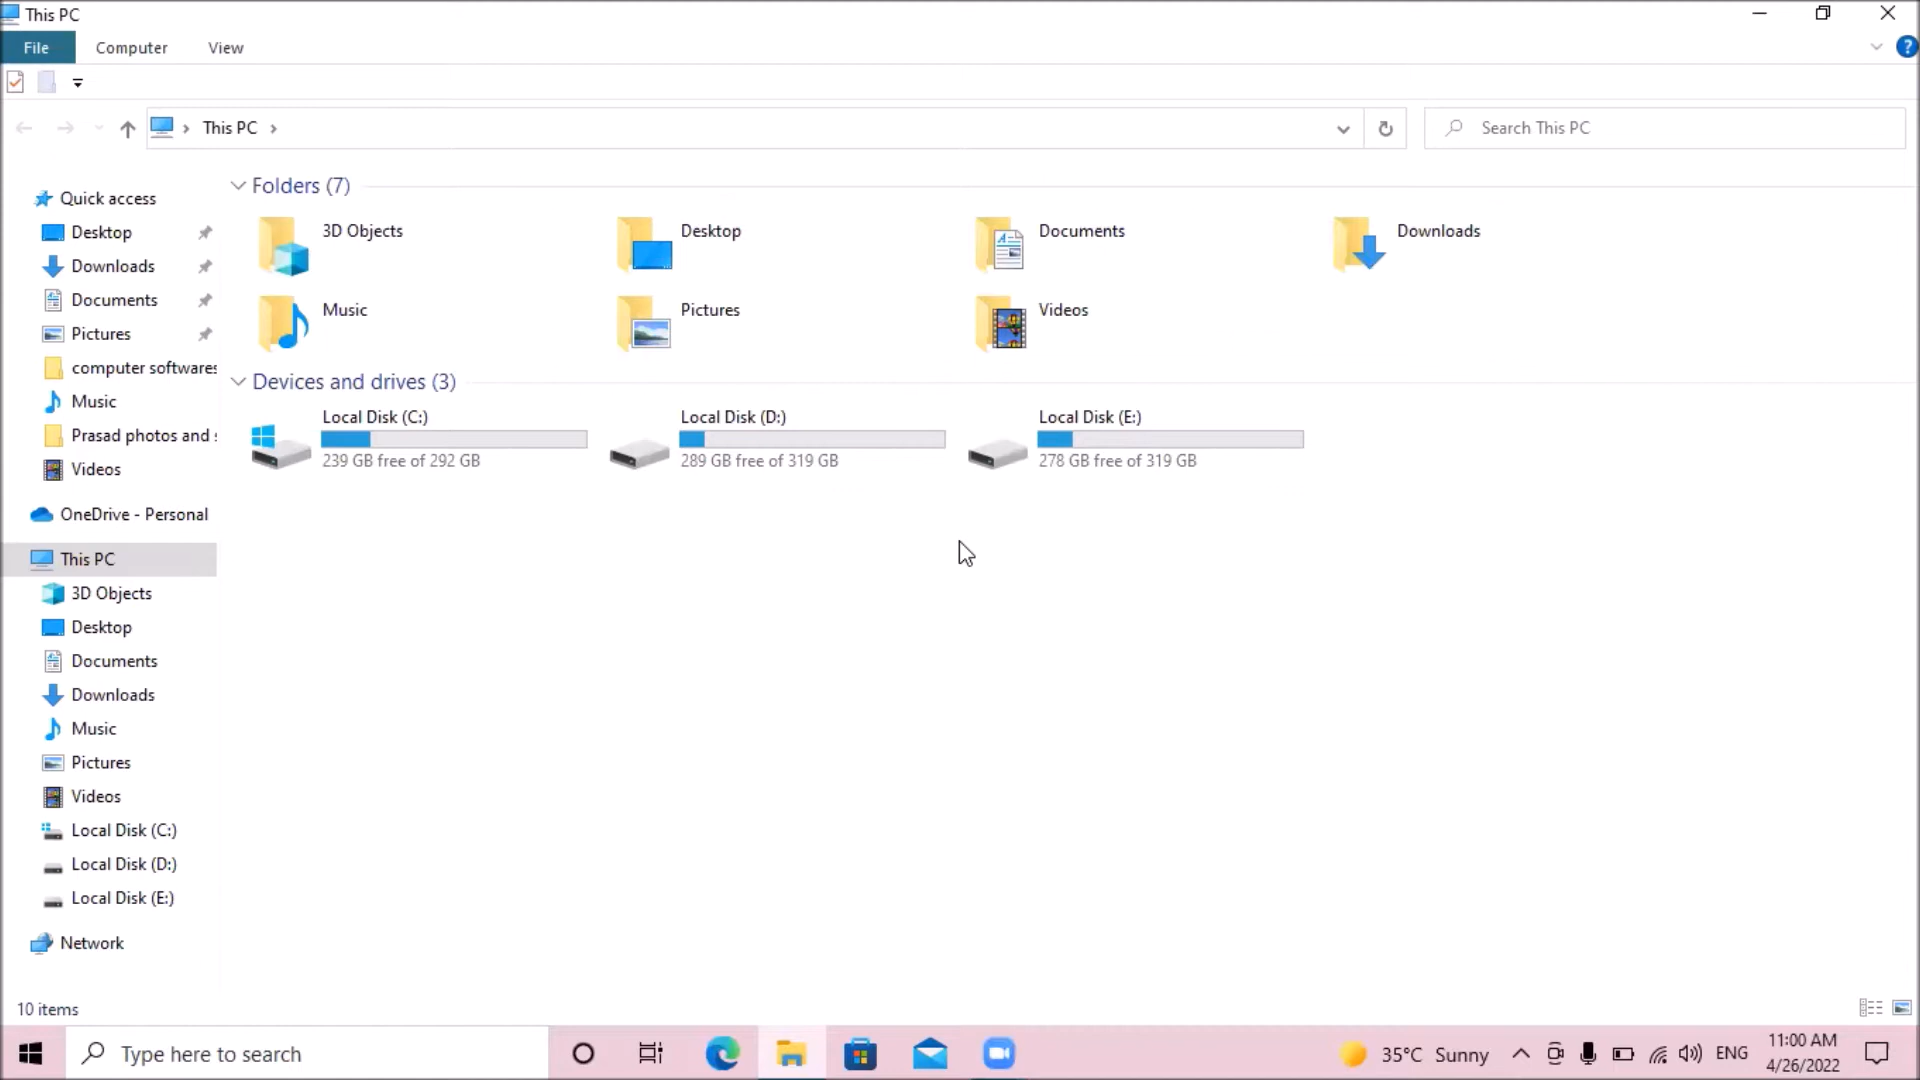 This PC
File Computer View
This PC
Search This PC
Quick access
Desktop
Downloads
Documents
Pictures
computer softwares
Music
Prasad photos and
Videos
OneDrive - Personal
This PC
3D Objects
Desktop
Documents
Downloads
Music
Pictures
Videos
Local Disk (C:)
Local Disk (D:)
Local Disk (E:)
Network
Folders (7)
3D Objects
Desktop
Documents
Downloads
Music
Pictures
Videos
Devices and drives (3)
Local Disk (C:)
239 GB free of 292 GB
Local Disk (D:)
289 GB free of 319 GB
Local Disk (E:)
278 GB free of 319 GB
10 items
Type here to search
35°C Sunny
ENG
11:00 AM
4/26/2022